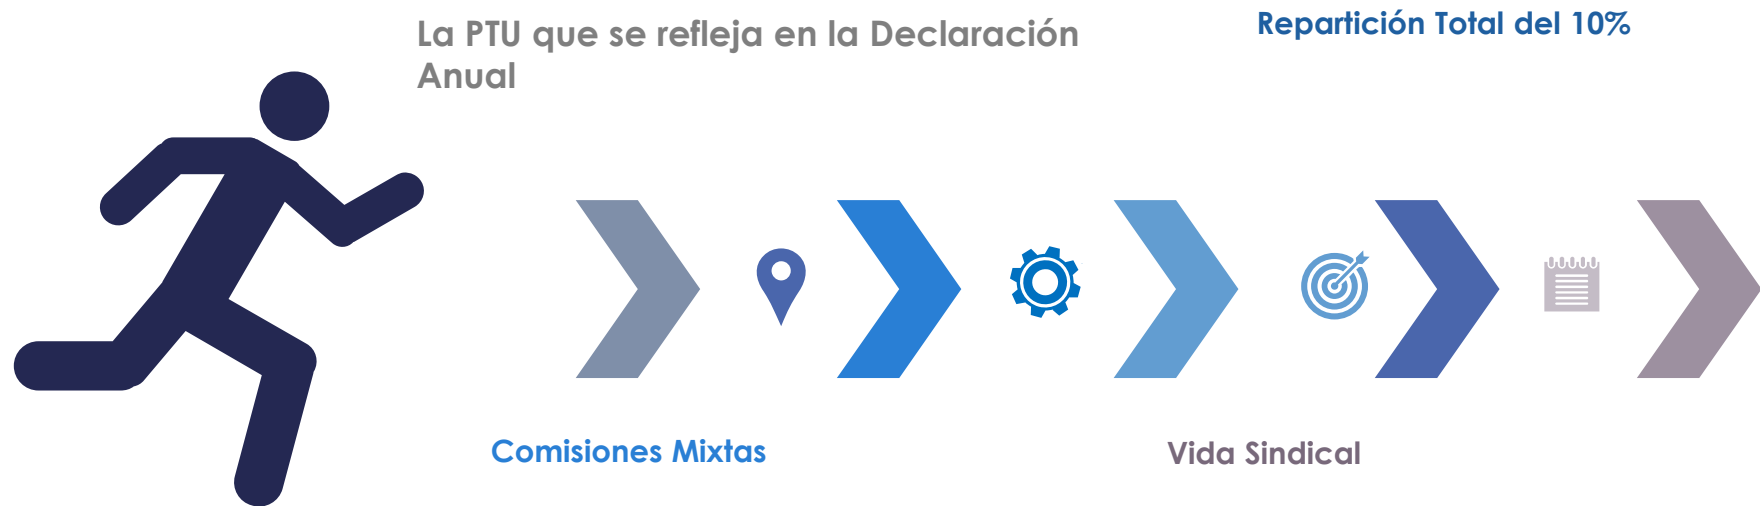 La PTU que se refleja en la Declaración
Anual
Repartición Total del 10%
Comisiones Mixtas
Vida Sindical